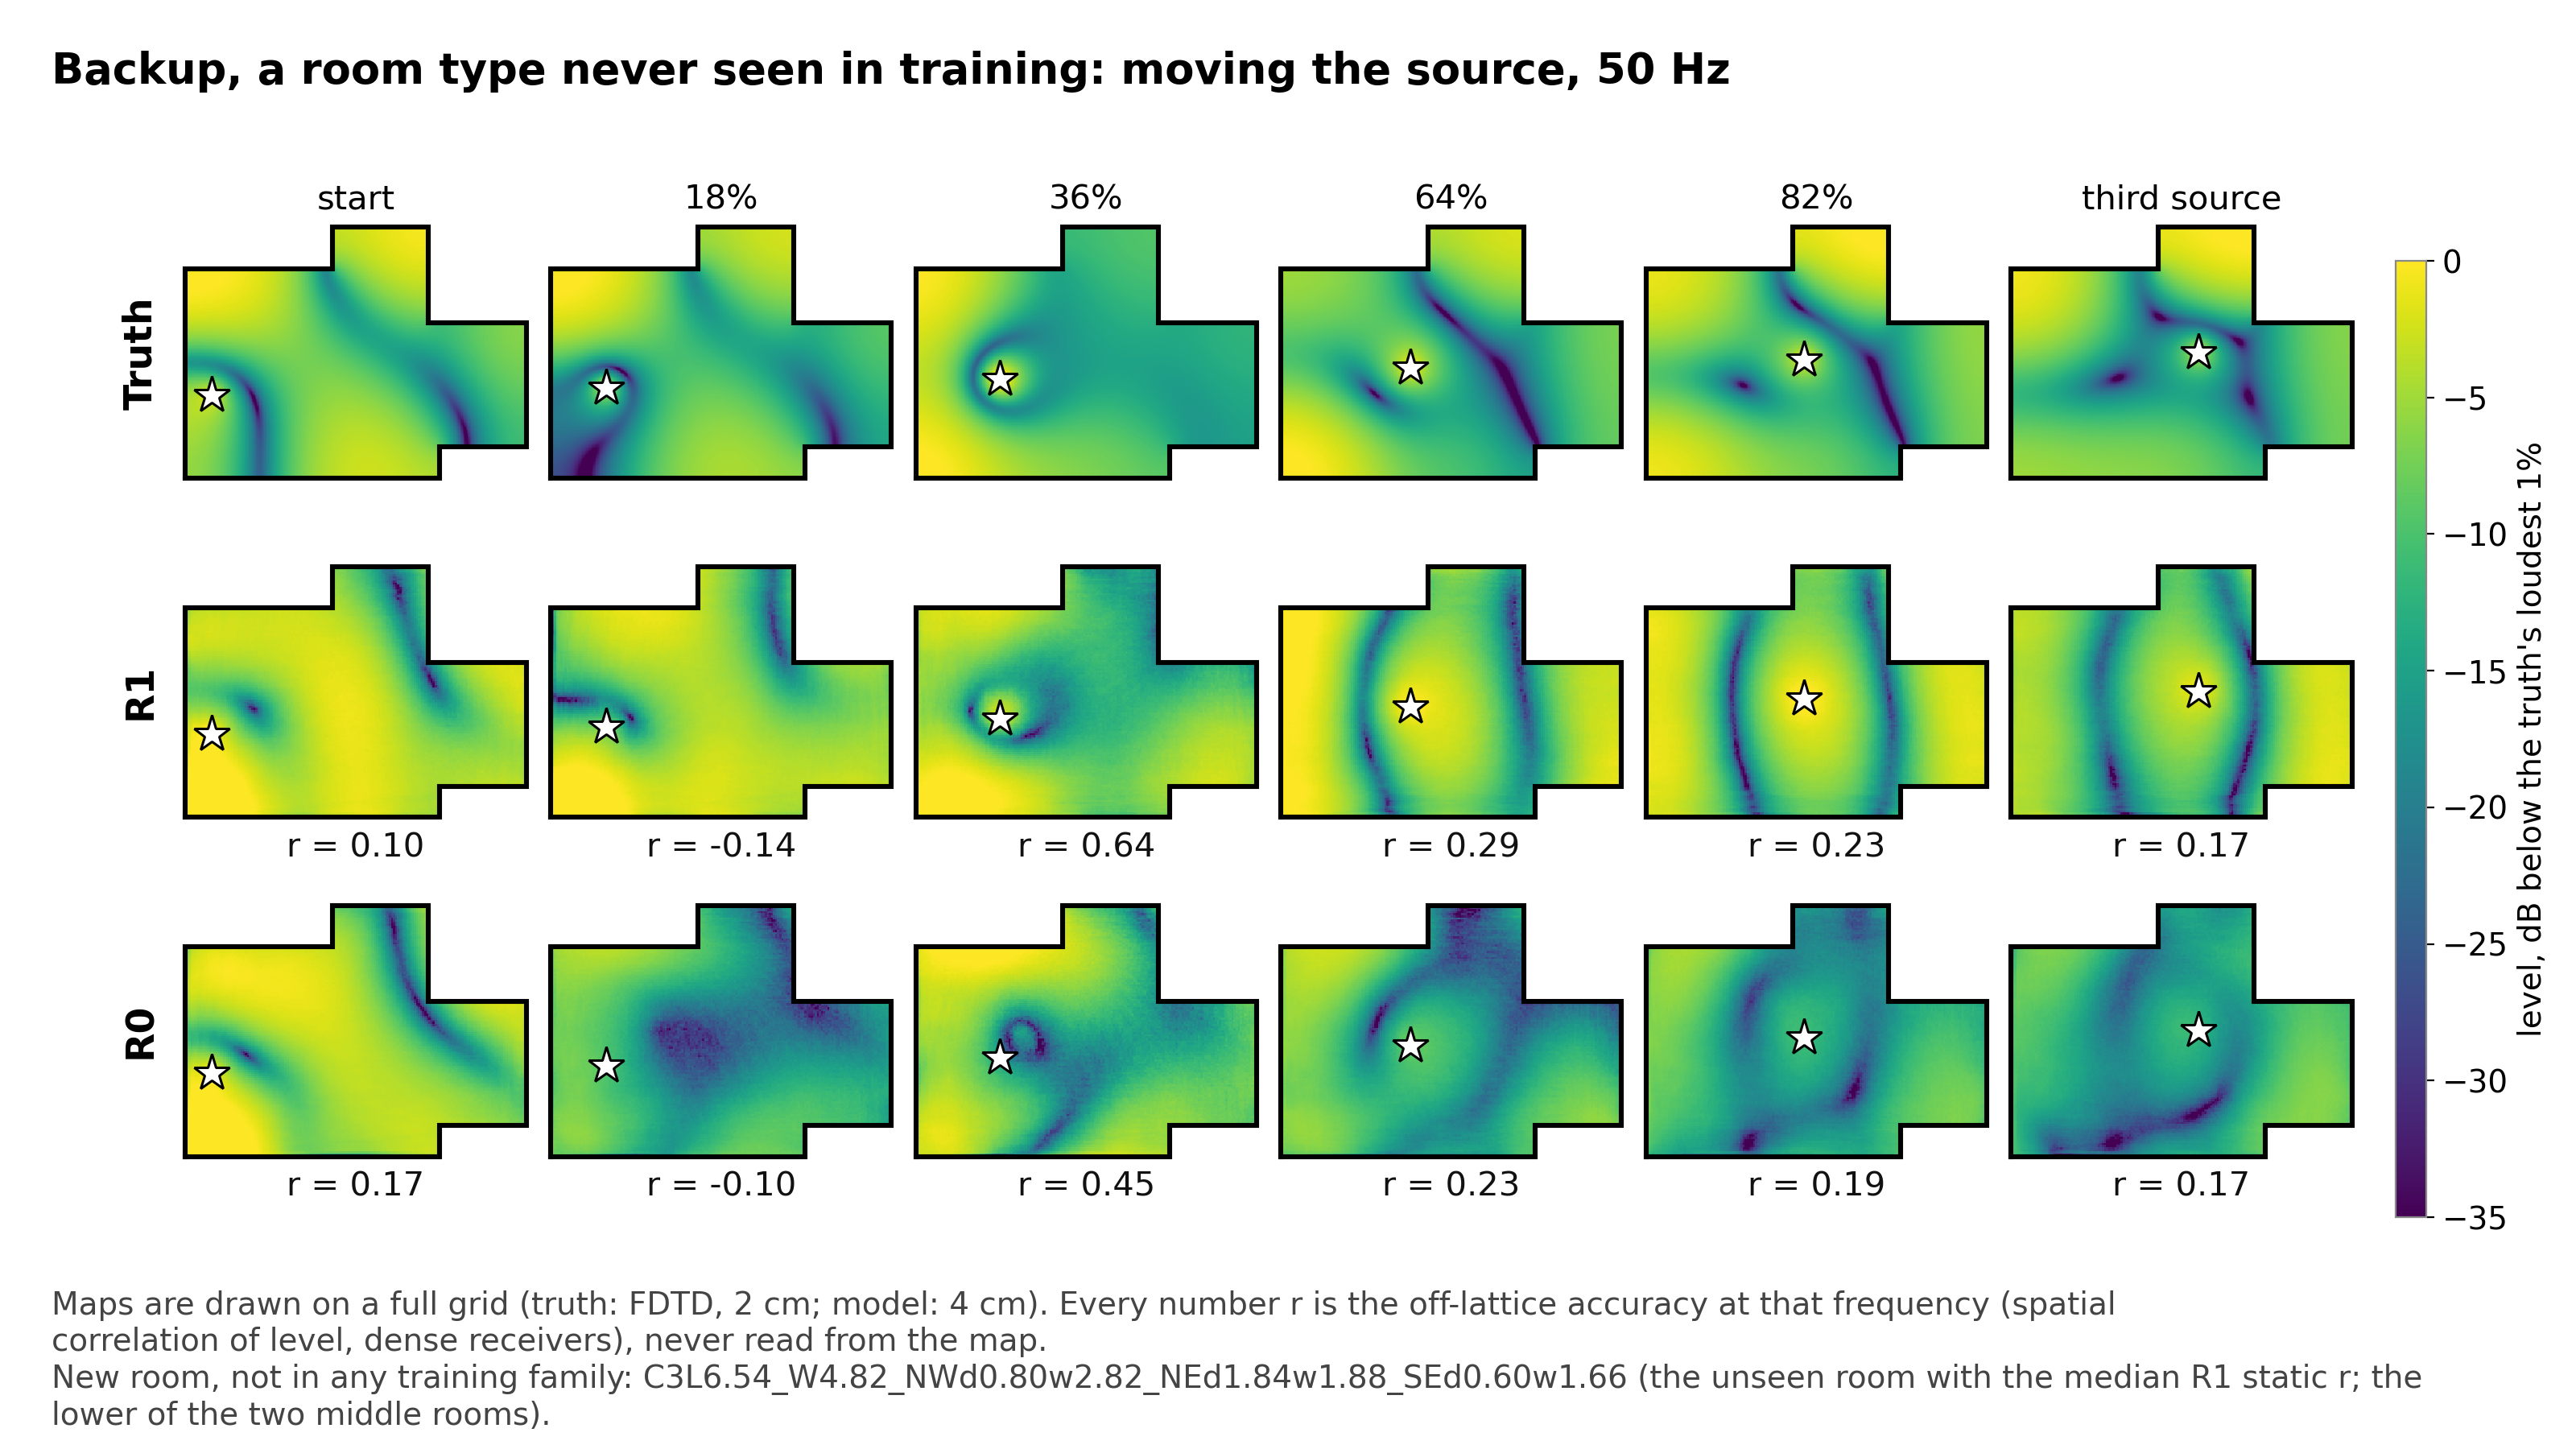 Backup, a room type never seen in training: moving the source, 50 Hz
start 18% 36% 64% 82% third source
Truth
R1
r = 0.10 r = -0.14 r = 0.64 r = 0.29 r = 0.23 r = 0.17
R0
r = 0.17 r = -0.10 r = 0.45 r = 0.23 r = 0.19 r = 0.17
0
−5
−10
−15
−20
−25
−30
−35
level, dB below the truth's loudest 1%
Maps are drawn on a full grid (truth: FDTD, 2 cm; model: 4 cm). Every number r is the off-lattice accuracy at that frequency (spatial
correlation of level, dense receivers), never read from the map.
New room, not in any training family: C3L6.54_W4.82_NWd0.80w2.82_NEd1.84w1.88_SEd0.60w1.66 (the unseen room with the median R1 static r; the
lower of the two middle rooms).